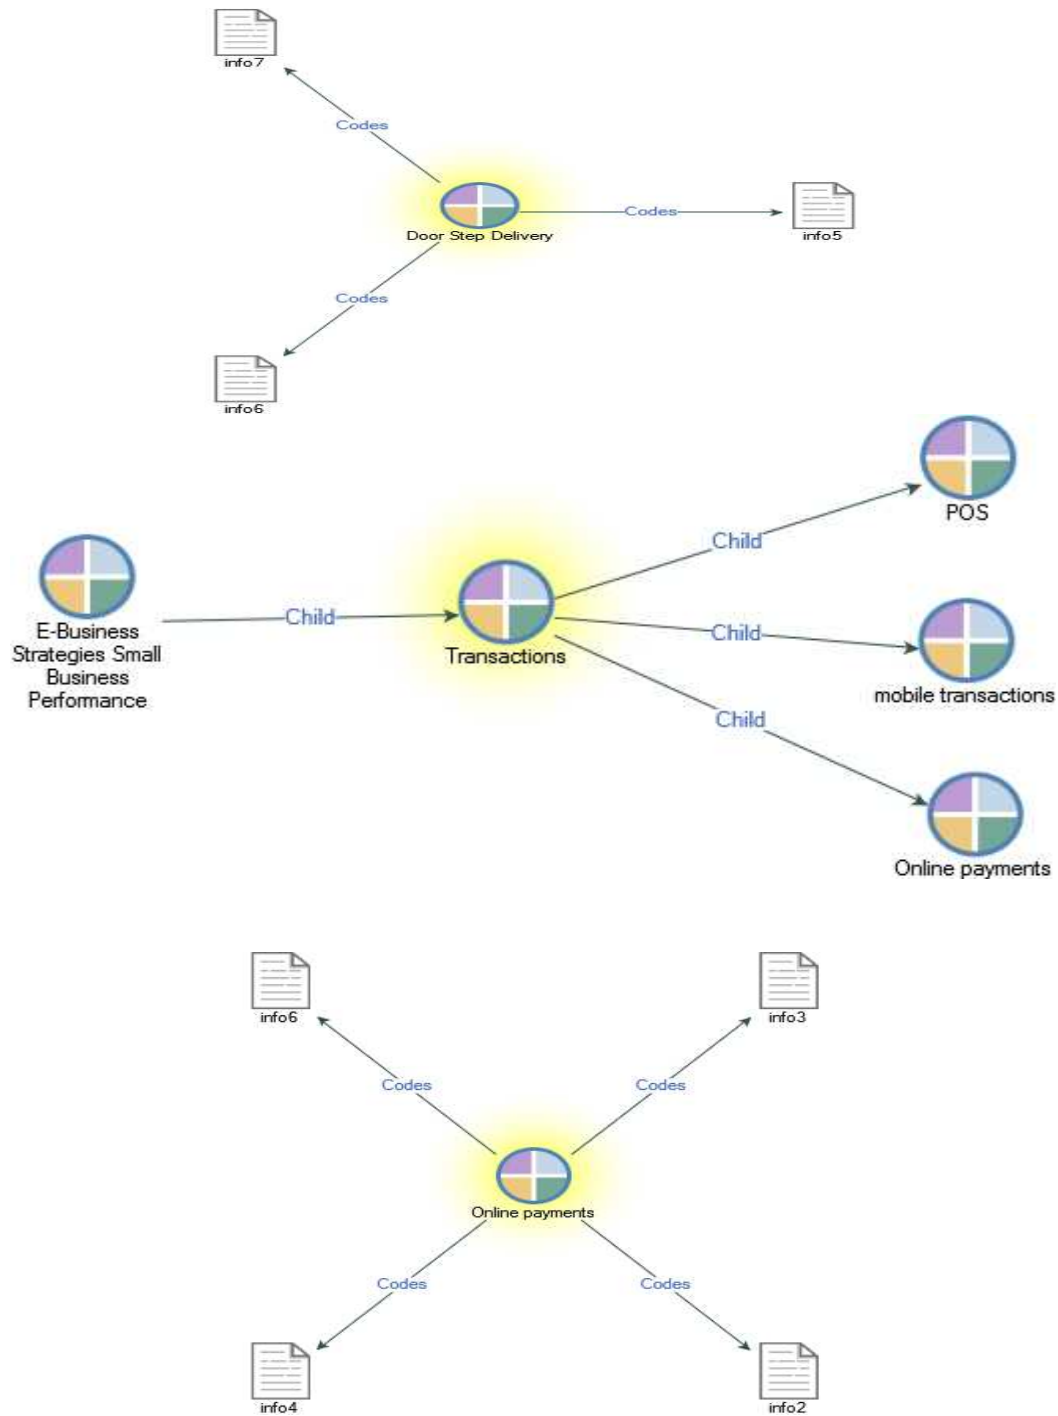 info7
Codes
Codes
info5
Door Step Delivery
Codes
info6
POS
Child
E-Business
Strategies Small
Business
Performance
Child
Transactions
Child
mobile transactions
Child
Online payments
info6
info3
Codes
Codes
Online payments
Codes
Codes
info4
info2